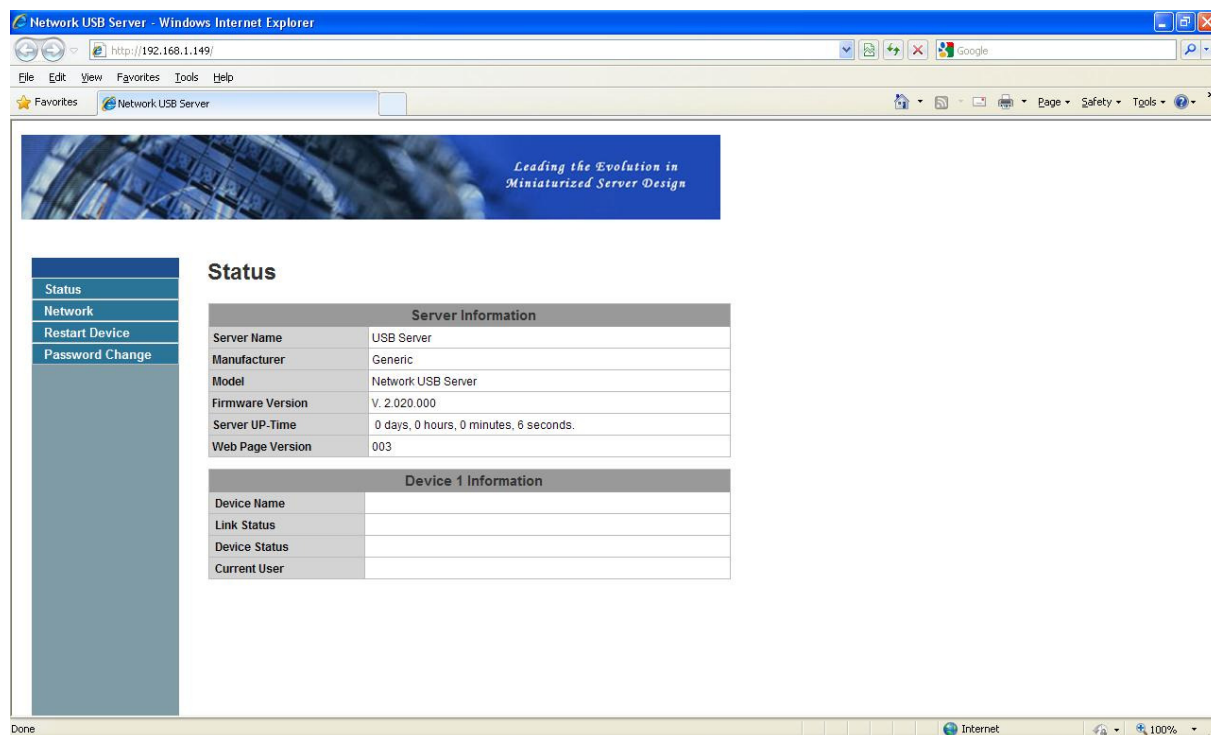 Network USB Server - Windows Internet Explorer
http://192.168.1.149/
Google
File Edit View Favorites Tools Help
Favorites Network USB Server Page Safety Tools
Leading the Evolution in
Miniaturized Server Design
Status
Status
Network
Restart Device
Password Change
Server Information
Server Name USB Server
Manufacturer Generic
Model Network USB Server
Firmware Version V. 2.020.000
Server UP-Time 0 days, 0 hours, 0 minutes, 6 seconds.
Web Page Version 003
Device 1 Information
Device Name
Link Status
Device Status
Current User
Done Internet 100%